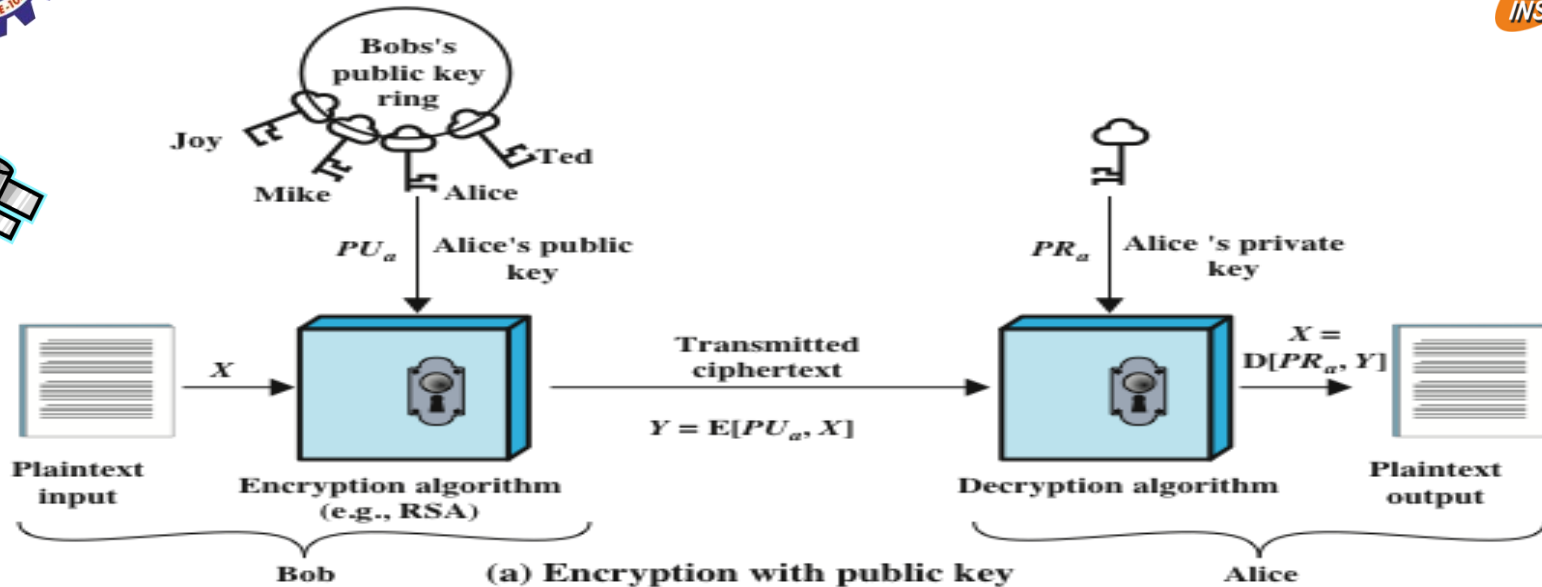 INS
Bobs's
public key
ring
Joy
Mike
Alice
Ted
PUa
Alice's public
key
PRa
Alice 's private
key
X
Transmitted
ciphertext
Y = E[PUa, X]
X =
D[PRa, Y]
Plaintext
input
Encryption algorithm
(e.g., RSA)
Decryption algorithm
Plaintext
output
Bob
(a) Encryption with public key
Alice